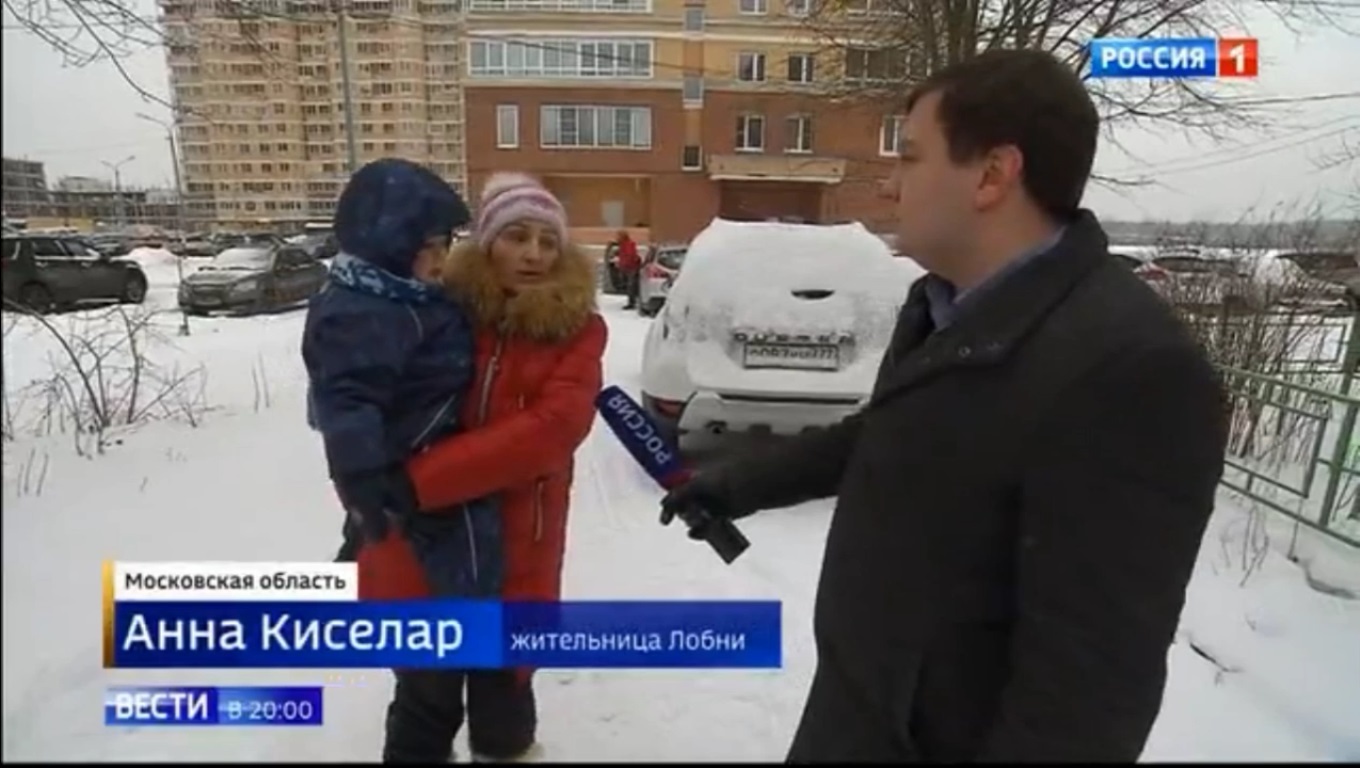 РОССИЯ 1
РОССИЯ
Московская область
Анна Киселар
жительница Лобни
ВЕСТИ В 20:00